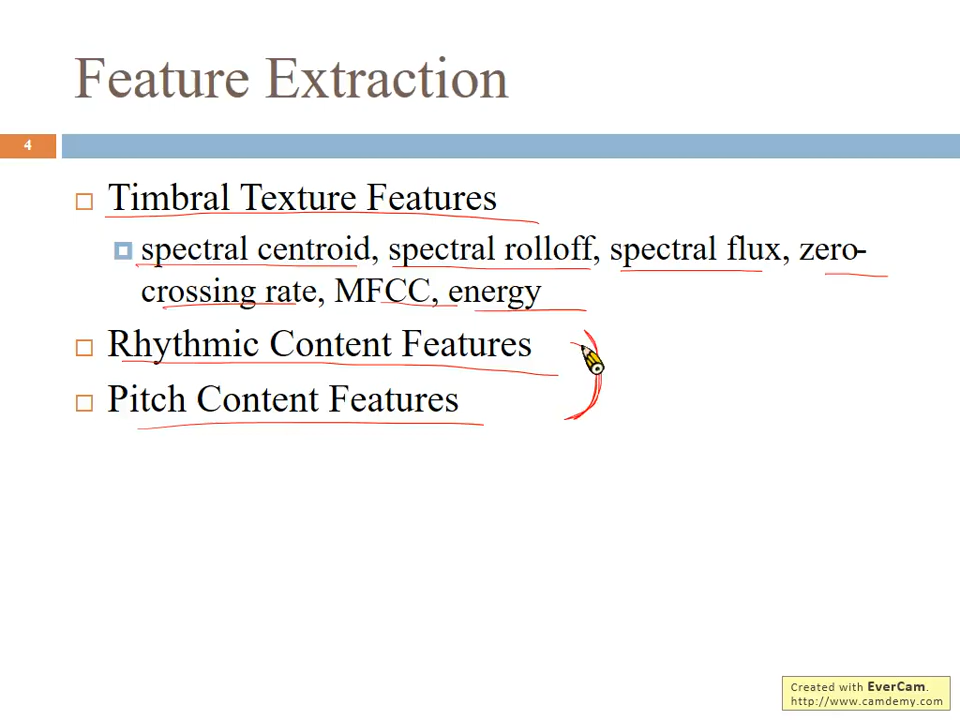 Feature Extraction
4
Timbral Texture Features
spectral centroid, spectral rolloff, spectral flux, zero-
crossing rate, MFCC, energy
Rhythmic Content Features
Pitch Content Features
Created with EverCam.
http://www.camdemy.com